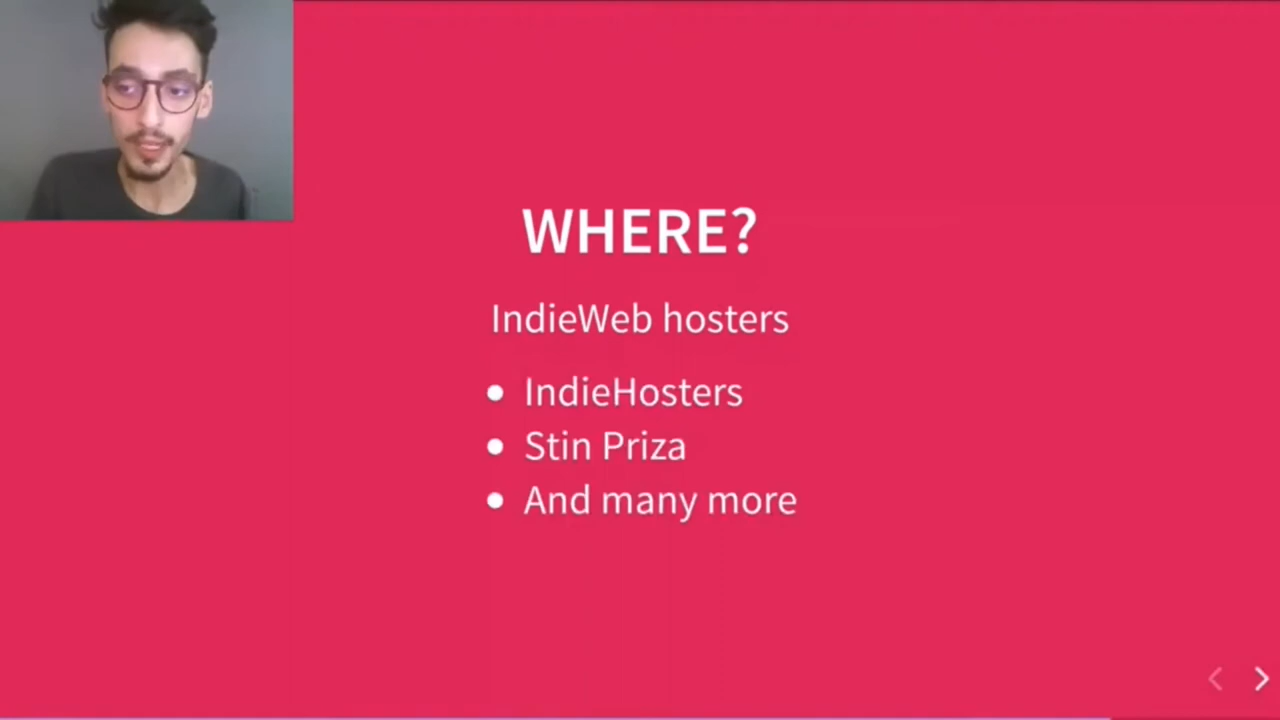 WHERE?
IndieWeb hosters
IndieHosters
Stin Priza
And many more